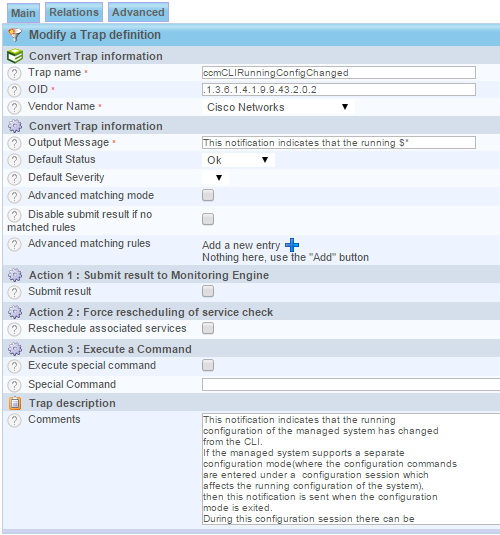 Main Relations Advanced
Modify a Trap definition
Convert Trap information
Trap name * ccmCLIRunningConfigChanged
OID * .1.3.6.1.4.1.9.9.43.2.0.2
Vendor Name * Cisco Networks
Convert Trap information
Output Message * This notification indicates that the running $*
Default Status Ok
Default Severity
Advanced matching mode
Disable submit result if no
matched rules
Advanced matching rules Add a new entry
Nothing here, use the "Add" button
Action 1 : Submit result to Monitoring Engine
Submit result
Action 2 : Force rescheduling of service check
Reschedule associated services
Action 3 : Execute a Command
Execute special command
Special Command
Trap description
Comments This notification indicates that the running
configuration of the managed system has changed
from the CLI.
If the managed system supports a separate
configuration mode(where the configuration commands
are entered under a  configuration session which
affects the running configuration of the system),
then this notification is sent when the configuration
mode is exited.
During this configuration session there can be